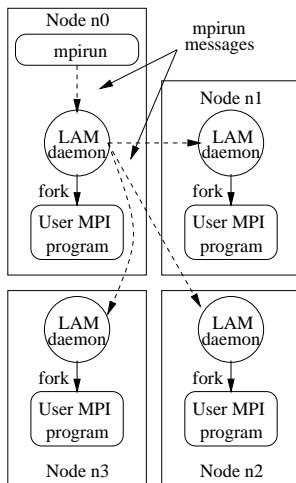 Node n0
mpirun
mpirun
messages
Node n1
LAM
daemon
LAM
daemon
fork
fork
User MPI
program
User MPI
program
LAM
daemon
LAM
daemon
fork
fork
User MPI
program
User MPI
program
Node n3
Node n2